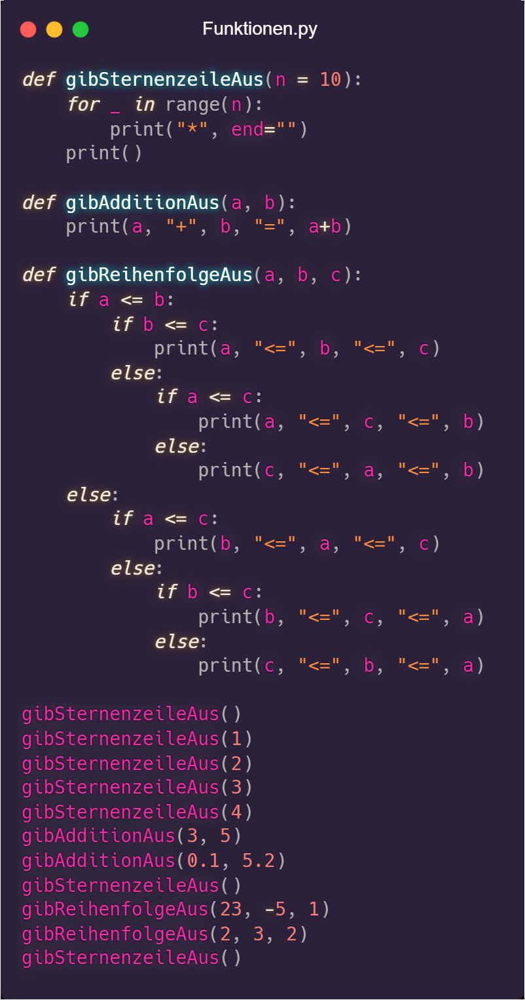 Funktionen.py
def gibSternenzeileAus(n = 10):
    for _ in range(n):
        print("*", end="")
    print()

def gibAdditionAus(a, b):
    print(a, "+", b, "=", a+b)

def gibReihenfolgeAus(a, b, c):
    if a <= b:
        if b <= c:
            print(a, "<=", b, "<=", c)
        else:
            if a <= c:
                print(a, "<=", c, "<=", b)
            else:
                print(c, "<=", a, "<=", b)
    else:
        if a <= c:
            print(b, "<=", a, "<=", c)
        else:
            if b <= c:
                print(b, "<=", c, "<=", a)
            else:
                print(c, "<=", b, "<=", a)

gibSternenzeileAus()
gibSternenzeileAus(1)
gibSternenzeileAus(2)
gibSternenzeileAus(3)
gibSternenzeileAus(4)
gibAdditionAus(3, 5)
gibAdditionAus(0.1, 5.2)
gibSternenzeileAus()
gibReihenfolgeAus(23, -5, 1)
gibReihenfolgeAus(2, 3, 2)
gibSternenzeileAus()